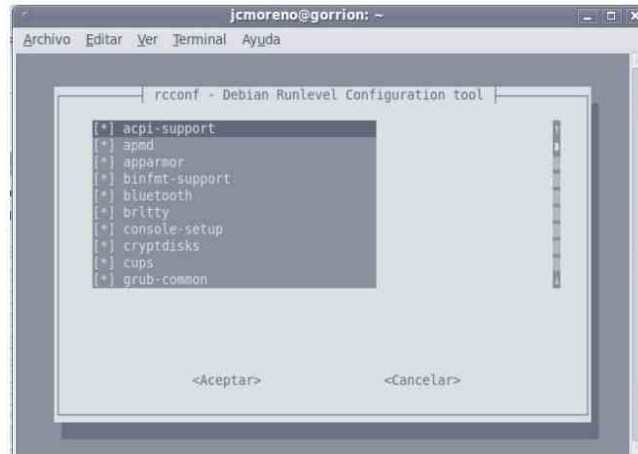 jcmoreno@gorrion: ~
Archivo Editar Ver Terminal Ayuda
rcconf - Debian Runlevel Configuration tool
[*] acpi-support
[*] apmd
[*] apparmor
[*] binfmt-support
[*] bluetooth
[*] brltty
[*] console-setup
[*] cryptdisks
[*] cups
[*] grub-common
<Aceptar> <Cancelar>